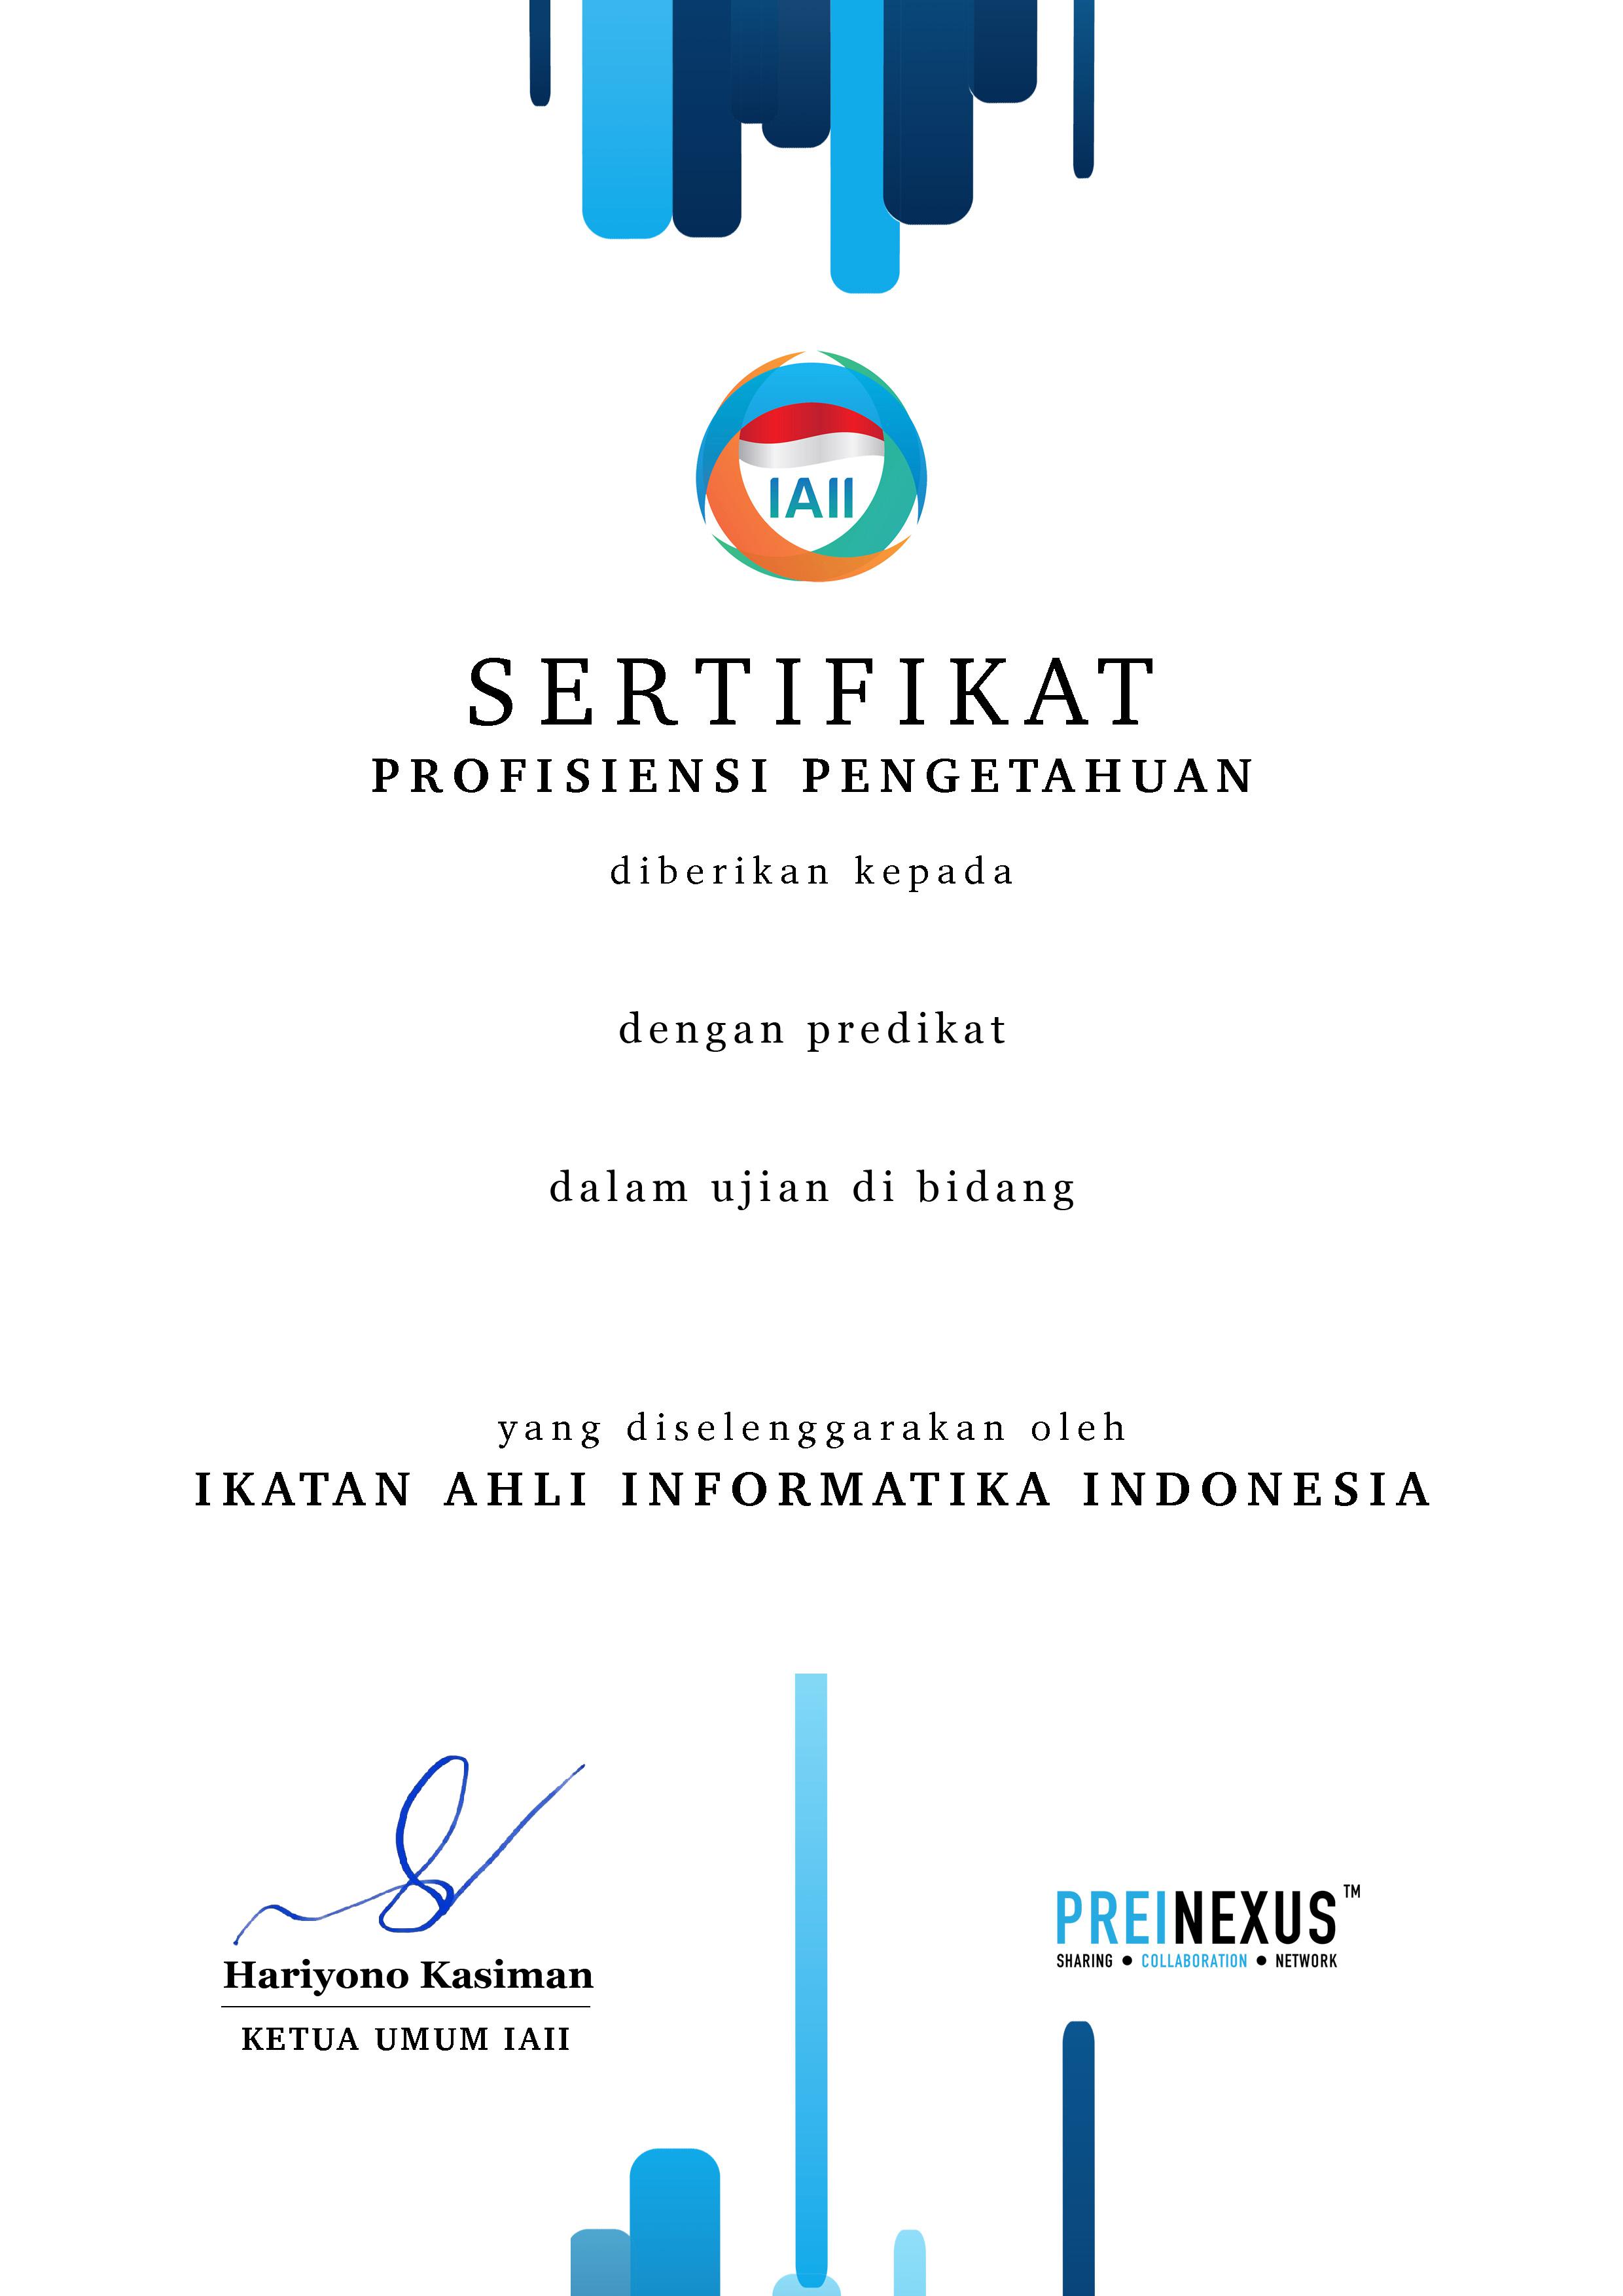 IAII
SERTIFIKAT
PROFISIENSI PENGETAHUAN
diberikan kepada
dengan predikat
dalam ujian di bidang
yang diselenggarakan oleh
IKATAN AHLI INFORMATIKA INDONESIA
Hariyono Kasiman
KETUA UMUM IAII
PREINEXUS™
SHARING ● COLLABORATION ● NETWORK